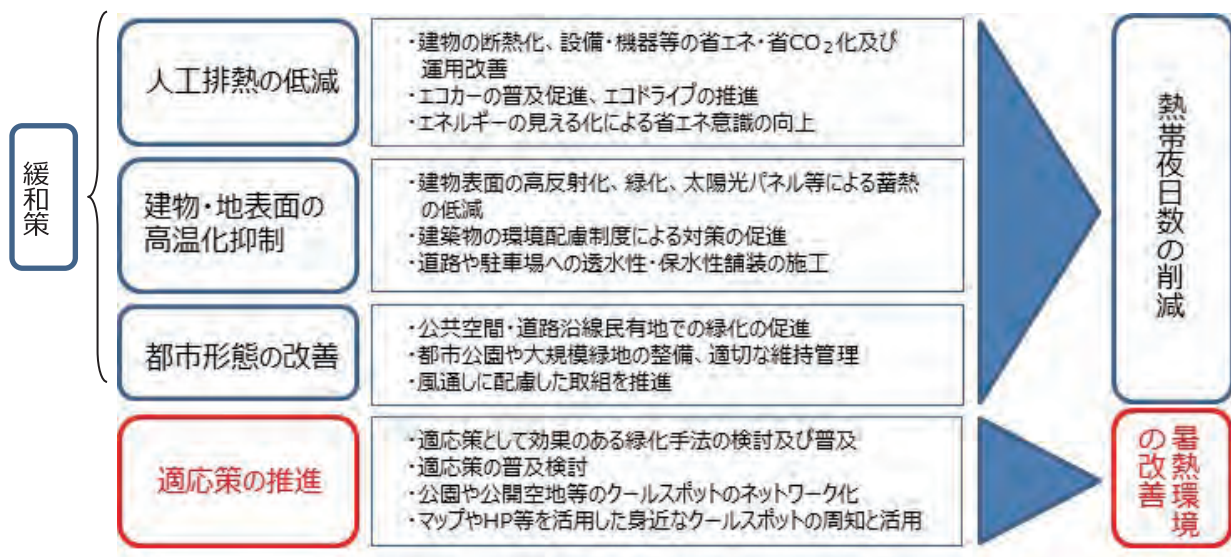 緩和策
人工排熱の低減
・建物の断熱化、設備・機器等の省エネ・省CO₂化及び
運用改善
・エコカーの普及促進、エコドライブの推進
・エネルギーの見える化による省エネ意識の向上
建物・地表面の
高温化抑制
・建物表面の高反射化、緑化、太陽光パネル等による蓄熱
の低減
・建築物の環境配慮制度による対策の促進
・道路や駐車場への透水性・保水性舗装の施工
都市形態の改善
・公共空間・道路沿線民有地での緑化の促進
・都市公園や大規模緑地の整備、適切な維持管理
・風通しに配慮した取組を推進
熱帯夜日数の削減
適応策の推進
・適応策として効果のある緑化手法の検討及び普及
・適応策の普及検討
・公園や公開空地等のクールスポットのネットワーク化
・マップやHP等を活用した身近なクールスポットの周知と活用
暑熱環境
の改善